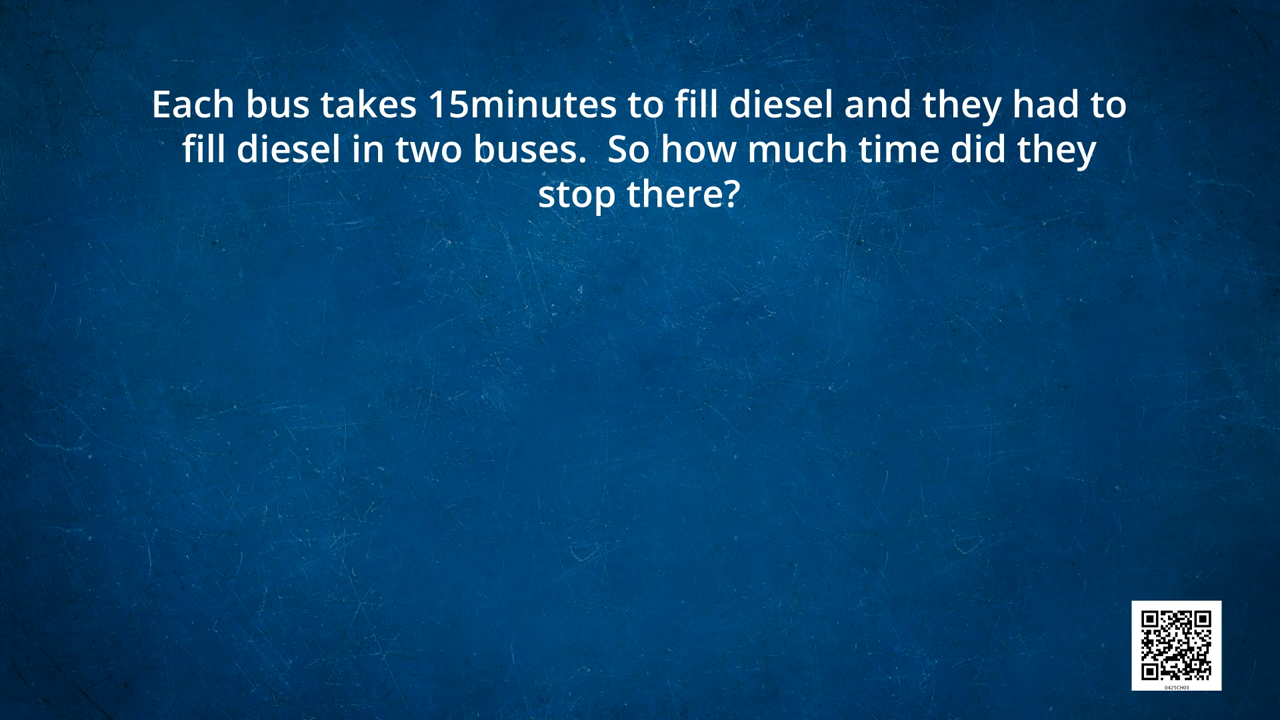 Each bus takes 15minutes to fill diesel and they had to
fill diesel in two buses.  So how much time did they
stop there?
0425CH03